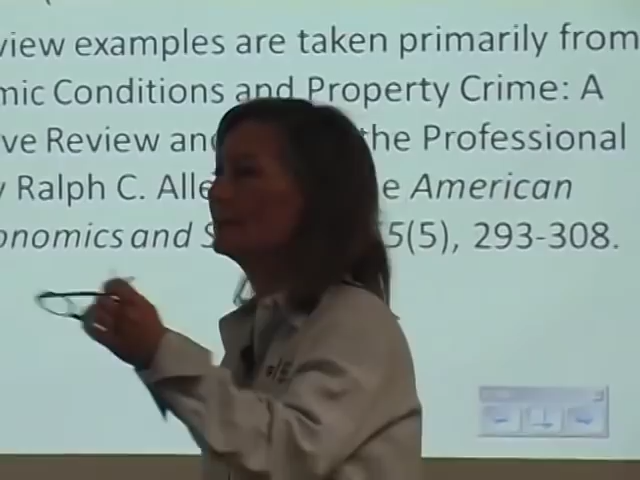 view examples are taken primarily from
mic Conditions and Property Crime: A
ve Review and the Professional
y Ralph C. Alle e American
onomics and S 5(5), 293-308.